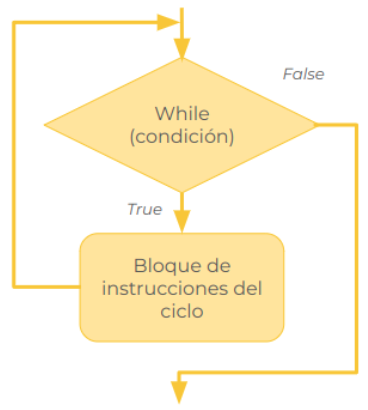 False
While
(condición)
True
Bloque de
instrucciones del
ciclo